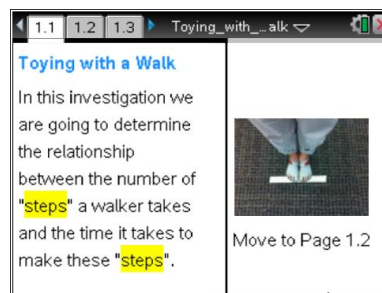 1.1 1.2 1.3 Toying_with_...alk
Toying with a Walk
In this investigation we
are going to determine
the relationship
between the number of
"steps" a walker takes
and the time it takes to
make these "steps".
Move to Page 1.2